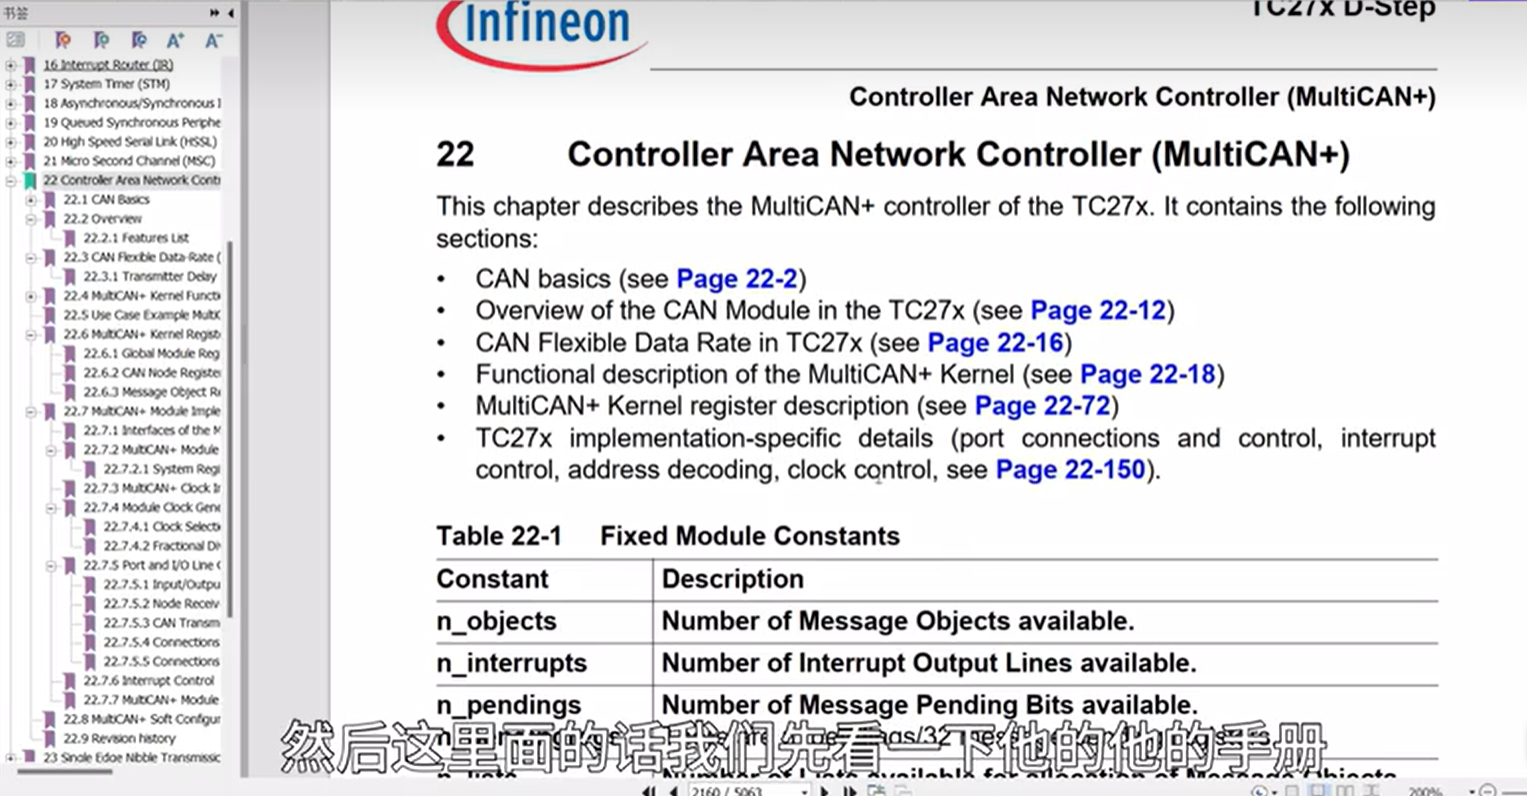 书签
16 Interrupt Router (IR)
17 System Timer (STM)
18 Asynchronous/Synchronous I
19 Queued Synchronous Periphe
20 High Speed Serial Link (HSSL)
21 Micro Second Channel (MSC)
22 Controller Area Network Contr
22.1 CAN Basics
22.2 Overview
22.2.1 Features List
22.3 CAN Flexible Data-Rate (
22.3.1 Transmitter Delay
22.4 MultiCAN+ Kernel Functi
22.5 Use Case Example MultiC
22.6 MultiCAN+ Kernel Registe
22.6.1 Global Module Reg
22.6.2 CAN Node Register
22.6.3 Message Object Re
22.7 MultiCAN+ Module Imple
22.7.1 Interfaces of the M
22.7.2 MultiCAN+ Module
22.7.2.1 System Regi
22.7.3 MultiCAN+ Clock Ir
22.7.4 Module Clock Gene
22.7.4.1 Clock Selecti
22.7.4.2 Fractional Di
22.7.5 Port and I/O Line C
22.7.5.1 Input/Outpu
22.7.5.2 Node Receiv
22.7.5.3 CAN Transm
22.7.5.4 Connections
22.7.5.5 Connections
22.7.6 Interrupt Control
22.7.7 MultiCAN+ Module
22.8 MultiCAN+ Soft Configur
22.9 Revision history
23 Single Edge Nibble Transmissic
Infineon
TC27x D-Step
Controller Area Network Controller (MultiCAN+)
22 Controller Area Network Controller (MultiCAN+)
This chapter describes the MultiCAN+ controller of the TC27x. It contains the following
sections:
• CAN basics (see Page 22-2)
• Overview of the CAN Module in the TC27x (see Page 22-12)
• CAN Flexible Data Rate in TC27x (see Page 22-16)
• Functional description of the MultiCAN+ Kernel (see Page 22-18)
• MultiCAN+ Kernel register description (see Page 22-72)
• TC27x implementation-specific details (port connections and control, interrupt
control, address decoding, clock control, see Page 22-150).
Table 22-1 Fixed Module Constants
Constant Description
n_objects Number of Message Objects available.
n_interrupts Number of Interrupt Output Lines available.
n_pendings Number of Message Pending Bits available.
然后这里面的话我们先看一下他的他的手册
n_lists Number of Lists available for allocation of Message Objects
2160 / 5063
200%